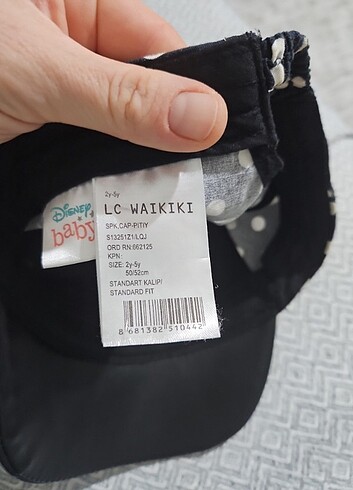 Disney
baby
2y-5y
LC WAIKIKI
SPK.CAP-PITIY
S13251Z1/LQJ
ORD RN:662125
KPN:
SIZE: 2y-5y
50/52cm
STANDART KALIP/
STANDARD FIT
8 681382 510442